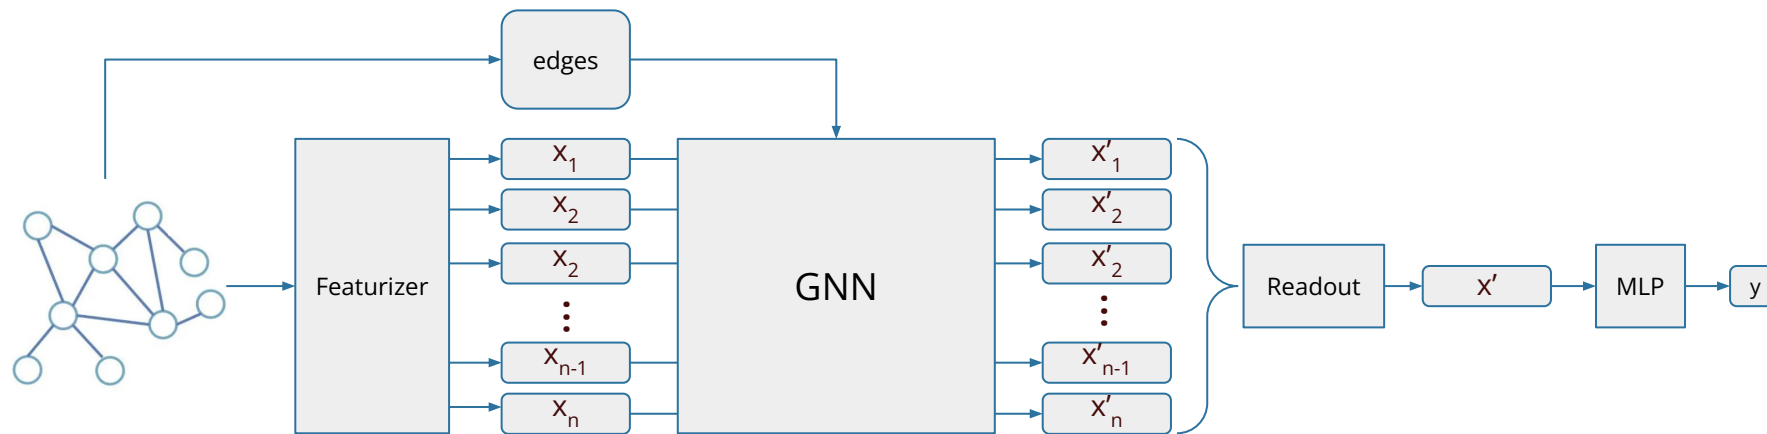 edges
Featurizer
x1
x2
x2
⋮
xn-1
xn
GNN
x′1
x′2
x′2
⋮
x′n-1
x′n
Readout
x′
MLP
y